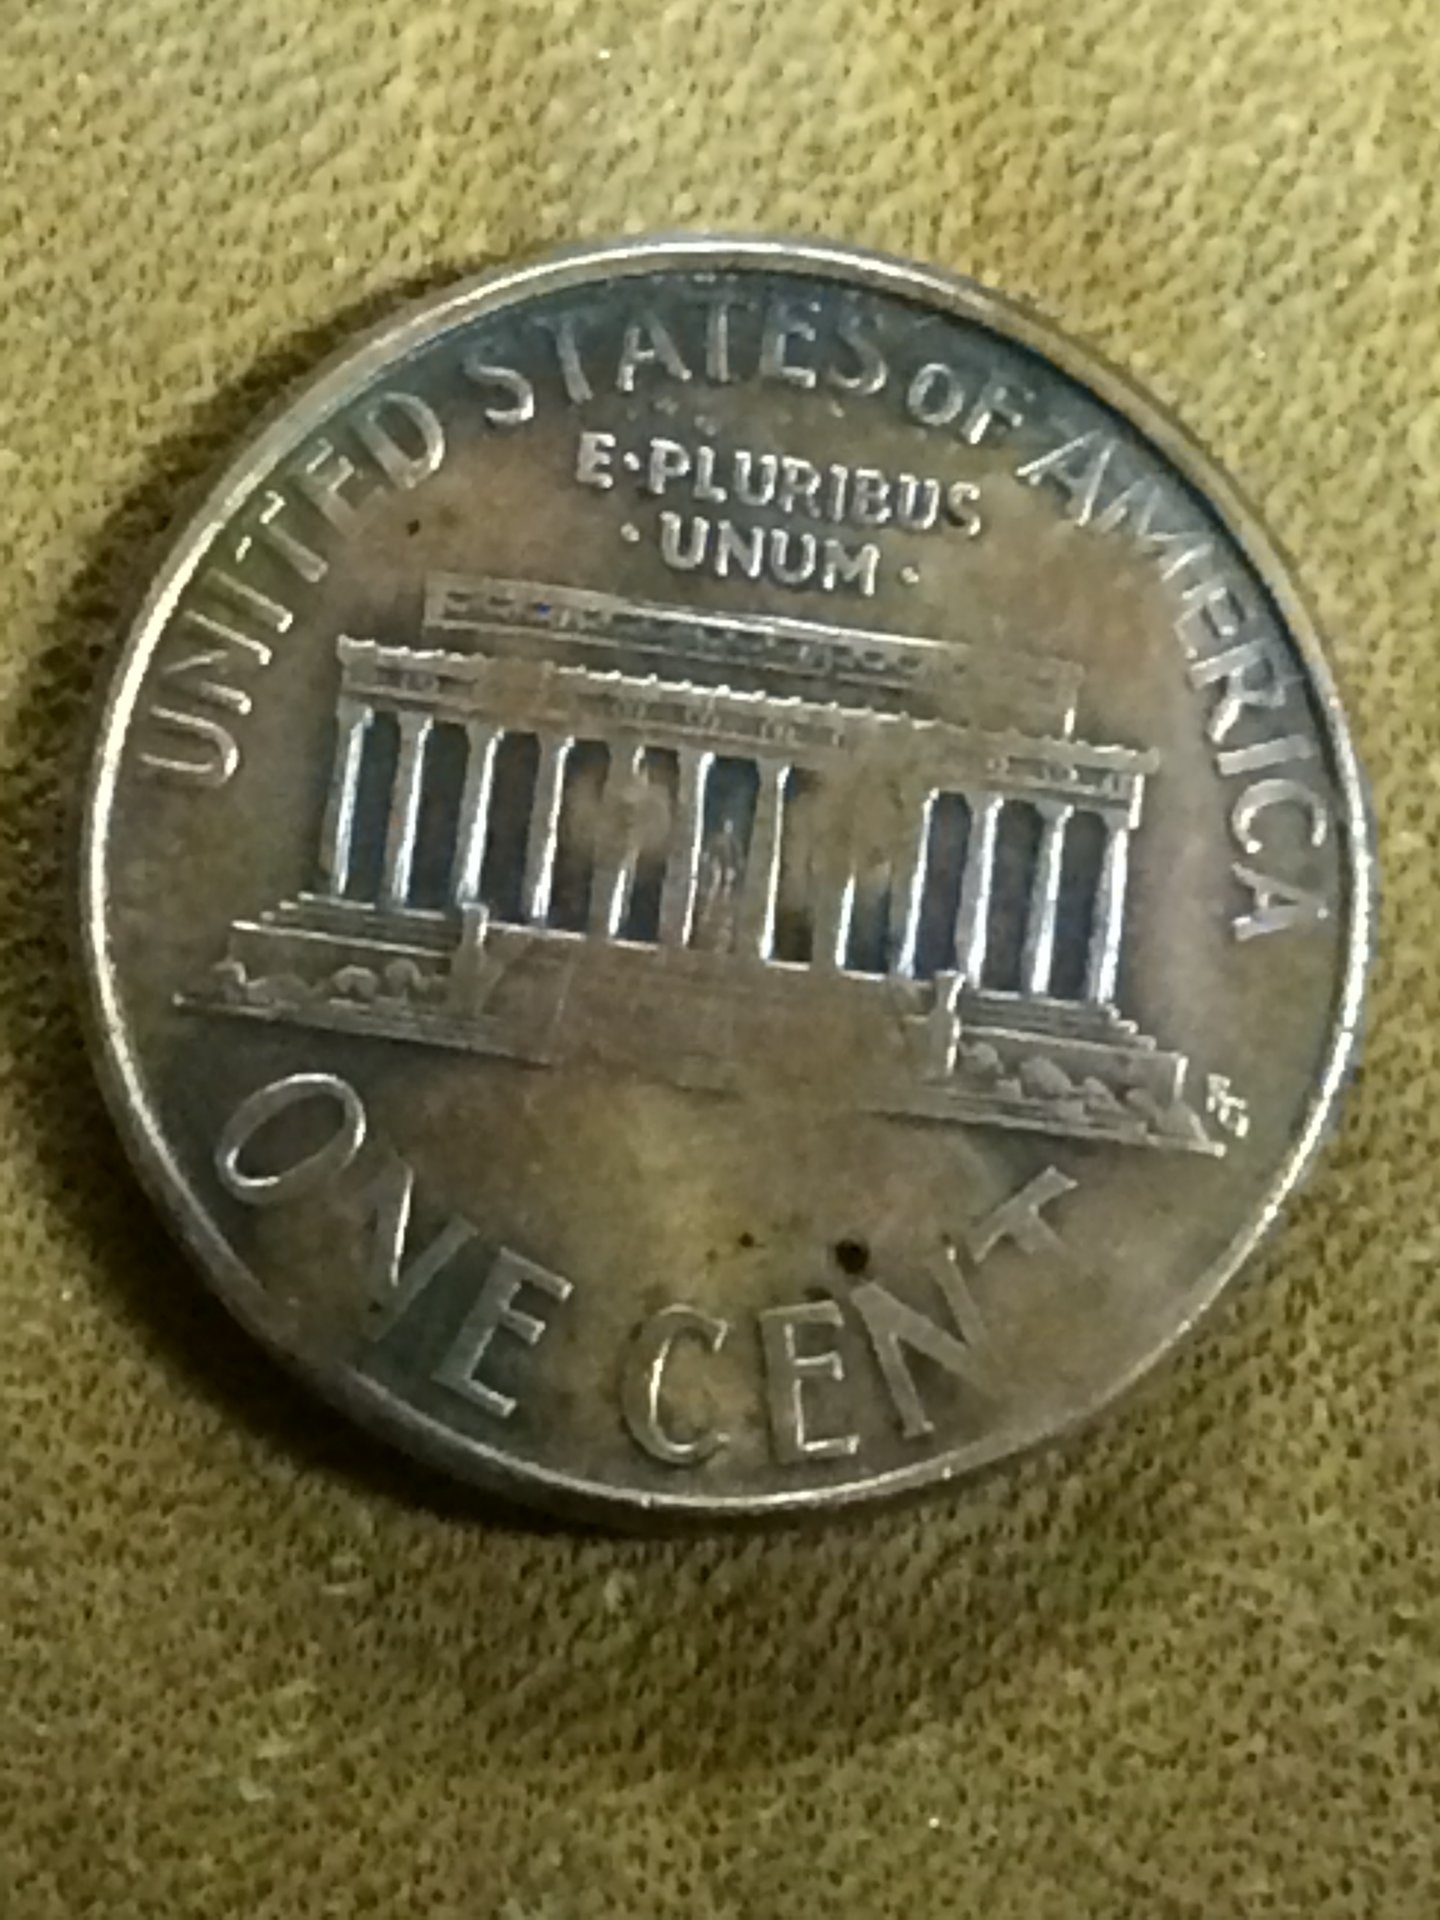 UNITED STATES OF AMERICA
E·PLURIBUS
·UNUM·
FG
ONE CENT